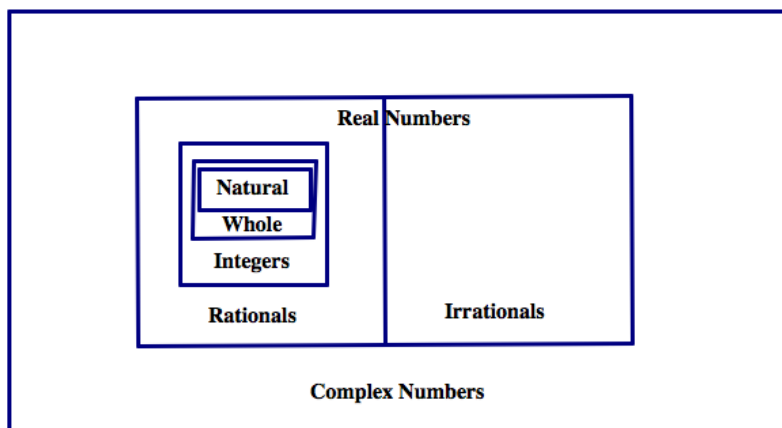 Real Numbers
Natural
Whole
Integers
Rationals
Irrationals
Complex Numbers